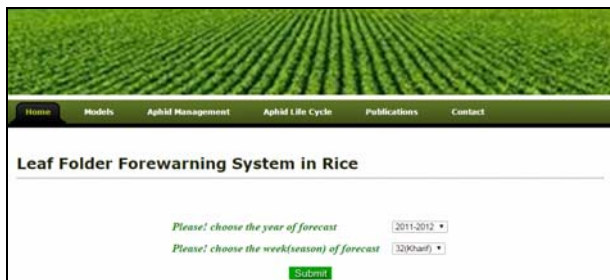 Home Models Aphid Management Aphid Life Cycle Publications Contact
Leaf Folder Forewarning System in Rice
Please! choose the year of forecast 2011-2012
Please! choose the week(season) of forecast 32(Kharif)
Submit